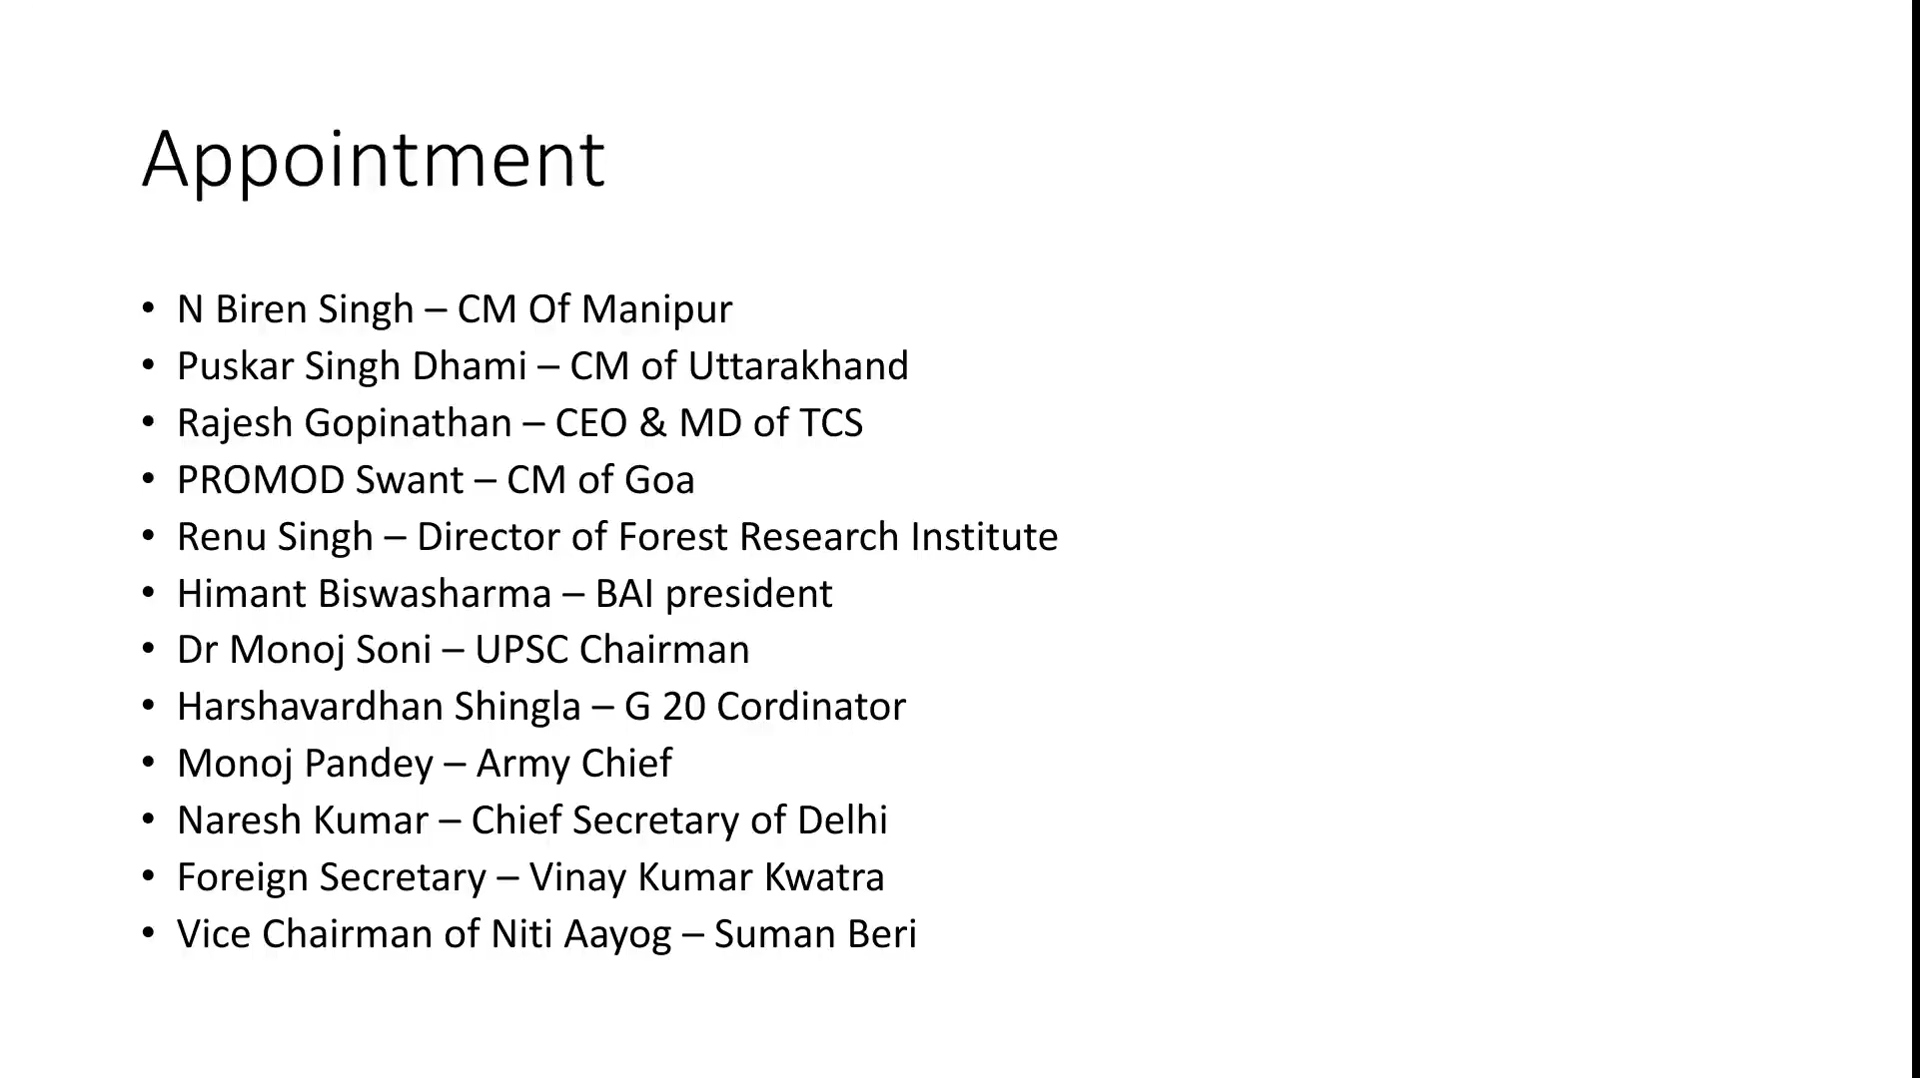 Appointment
• N Biren Singh – CM Of Manipur
• Puskar Singh Dhami – CM of Uttarakhand
• Rajesh Gopinathan – CEO & MD of TCS
• PROMOD Swant – CM of Goa
• Renu Singh – Director of Forest Research Institute
• Himant Biswasharma – BAI president
• Dr Monoj Soni – UPSC Chairman
• Harshavardhan Shingla – G 20 Cordinator
• Monoj Pandey – Army Chief
• Naresh Kumar – Chief Secretary of Delhi
• Foreign Secretary – Vinay Kumar Kwatra
• Vice Chairman of Niti Aayog – Suman Beri